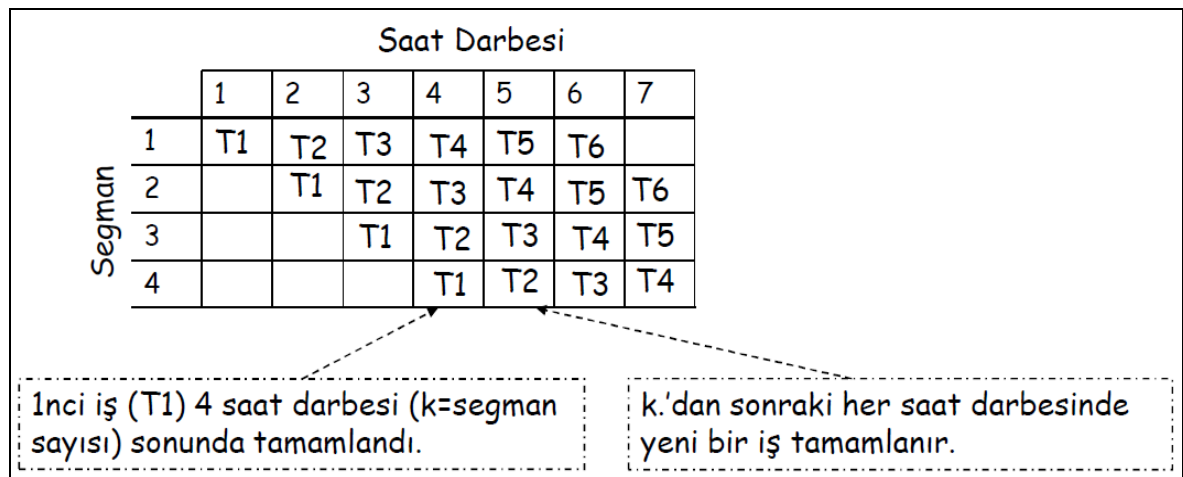 Saat Darbesi
1 2 3 4 5 6 7
Segman
1 T1 T2 T3 T4 T5 T6
2 T1 T2 T3 T4 T5 T6
3 T1 T2 T3 T4 T5
4 T1 T2 T3 T4
1nci iş (T1) 4 saat darbesi (k=segman
sayısı) sonunda tamamlandı.
k.'dan sonraki her saat darbesinde
yeni bir iş tamamlanır.